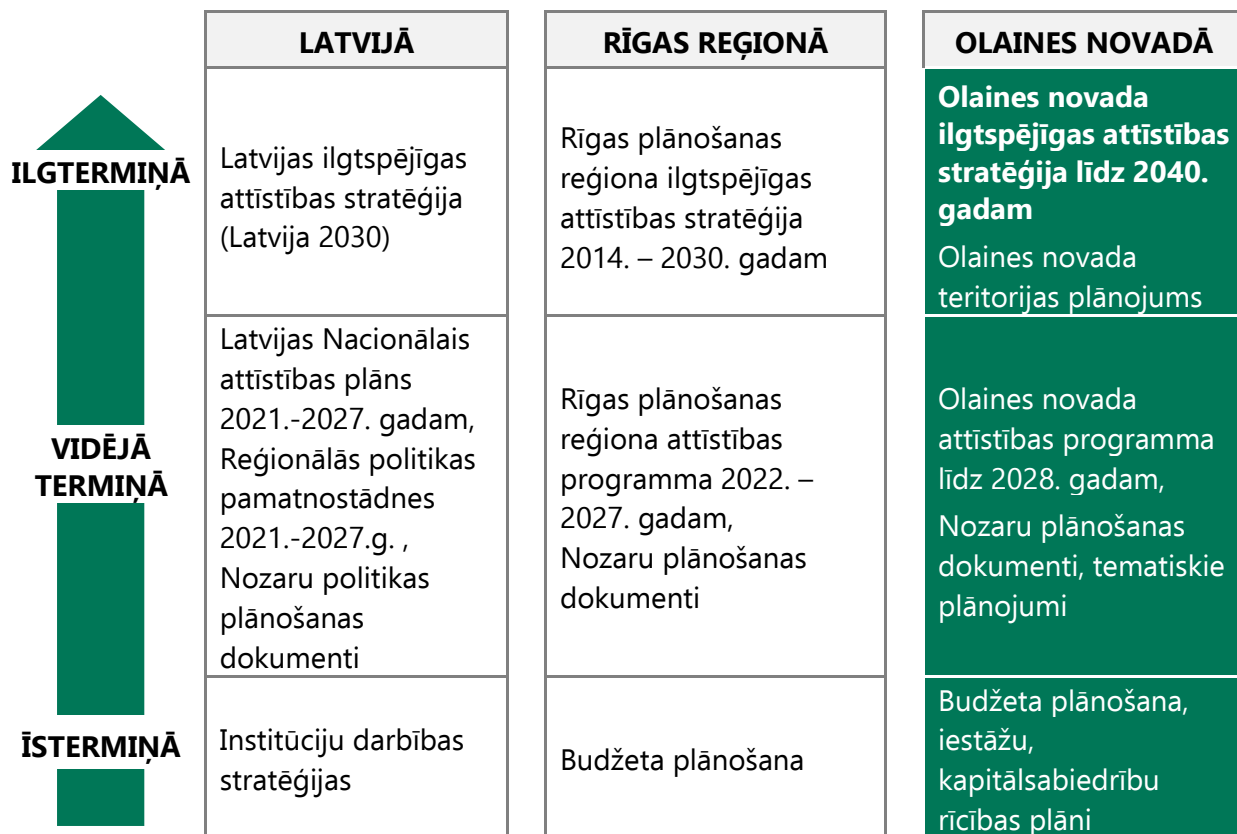 LATVIJĀ
RĪGAS REĢIONĀ
OLAINES NOVADĀ
ILGTERMIŅĀ
Latvijas ilgtspējīgas
attīstības stratēģija
(Latvija 2030)
Rīgas plānošanas
reģiona ilgtspējīgas
attīstības stratēģija
2014. – 2030. gadam
Olaines novada
ilgtspējīgas attīstības
stratēģija līdz 2040.
gadam
Olaines novada
teritorijas plānojums
VIDĒJĀ
TERMIŅĀ
Latvijas Nacionālais
attīstības plāns
2021.-2027. gadam,
Reģionālās politikas
pamatnostādnes
2021.-2027.g. ,
Nozaru politikas
plānošanas
dokumenti
Rīgas plānošanas
reģiona attīstības
programma 2022. –
2027. gadam,
Nozaru plānošanas
dokumenti
Olaines novada
attīstības programma
līdz 2028. gadam,
Nozaru plānošanas
dokumenti, tematiskie
plānojumi
ĪSTERMIŅĀ
Institūciju darbības
stratēģijas
Budžeta plānošana
Budžeta plānošana,
iestāžu,
kapitālsabiedrību
rīcības plāni